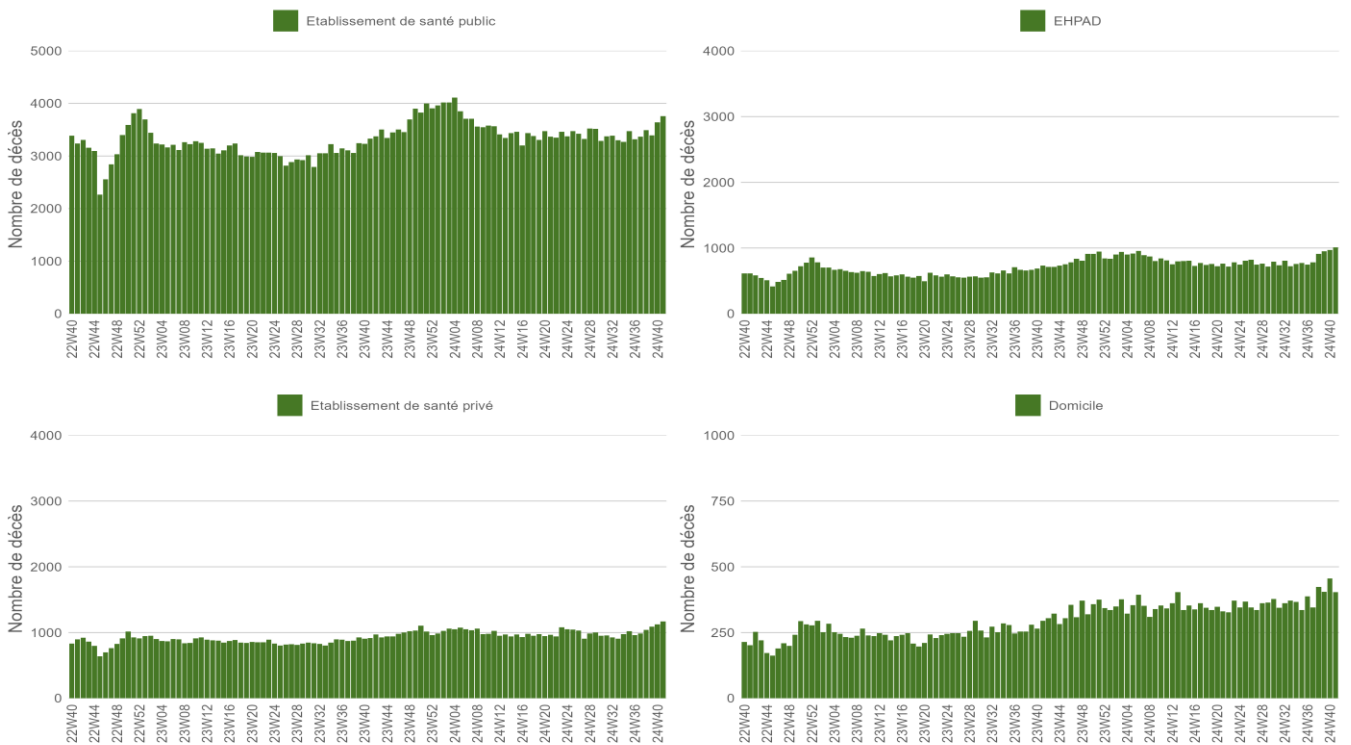 Etablissement de santé public
Nombre de décès
5000
4000
3000
2000
1000
0
22W40
22W44
22W48
22W52
23W04
23W08
23W12
23W16
23W20
23W24
23W28
23W32
23W36
23W40
23W44
23W48
23W52
24W04
24W08
24W12
24W16
24W20
24W24
24W28
24W32
24W36
24W40
EHPAD
Nombre de décès
4000
3000
2000
1000
0
22W40
22W44
22W48
22W52
23W04
23W08
23W12
23W16
23W20
23W24
23W28
23W32
23W36
23W40
23W44
23W48
23W52
24W04
24W08
24W12
24W16
24W20
24W24
24W28
24W32
24W36
24W40
Etablissement de santé privé
Nombre de décès
4000
3000
2000
1000
0
22W40
22W44
22W48
22W52
23W04
23W08
23W12
23W16
23W20
23W24
23W28
23W32
23W36
23W40
23W44
23W48
23W52
24W04
24W08
24W12
24W16
24W20
24W24
24W28
24W32
24W36
24W40
Domicile
Nombre de décès
1000
750
500
250
0
22W40
22W44
22W48
22W52
23W04
23W08
23W12
23W16
23W20
23W24
23W28
23W32
23W36
23W40
23W44
23W48
23W52
24W04
24W08
24W12
24W16
24W20
24W24
24W28
24W32
24W36
24W40